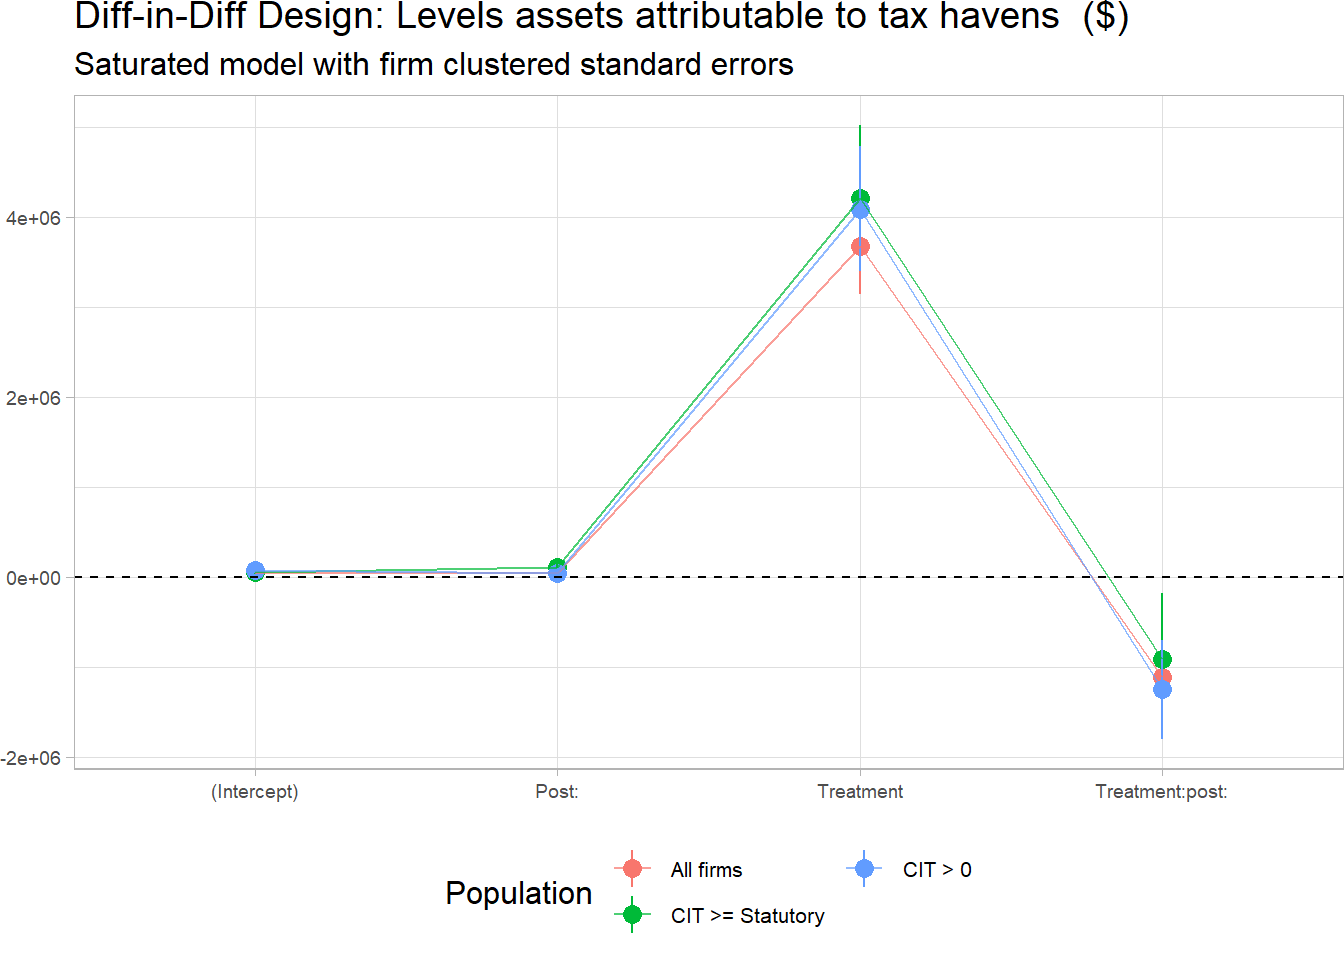 Diff-in-Diff Design: Levels assets attributable to tax havens  ($)
Saturated model with firm clustered standard errors
4e+06
2e+06
0e+00
-2e+06
(Intercept) Post: Treatment Treatment:post:
Population
All firms
CIT > 0
CIT >= Statutory